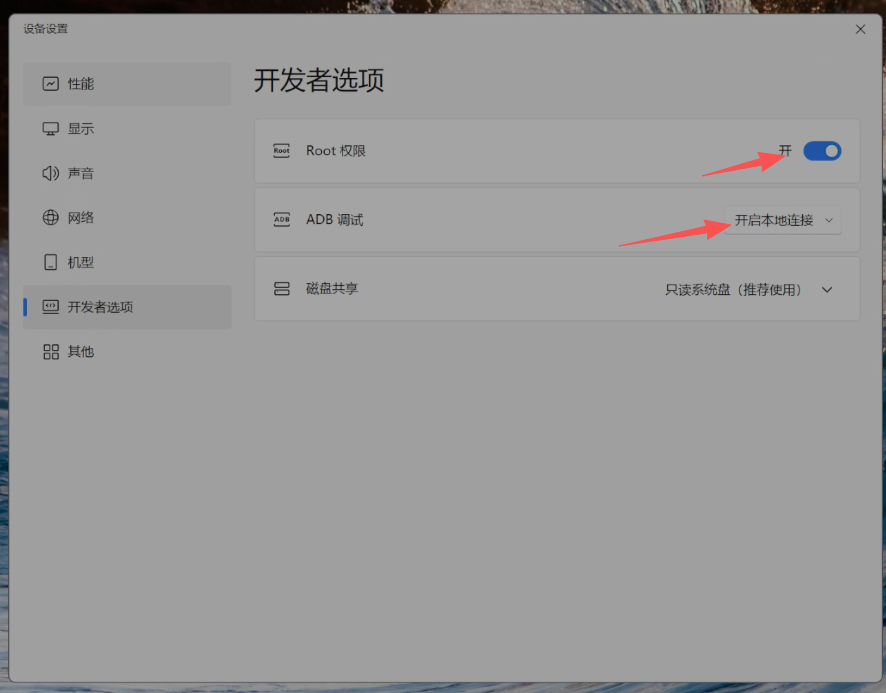 设备设置
性能
显示
声音
网络
机型
开发者选项
其他
开发者选项
Root
Root 权限
开
ADB
ADB 调试
开启本地连接
磁盘共享
只读系统盘（推荐使用）